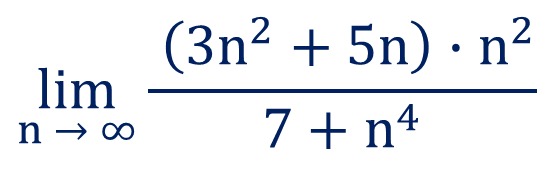 lim n → ∞ (3n² + 5n) · n² / 7 + n⁴